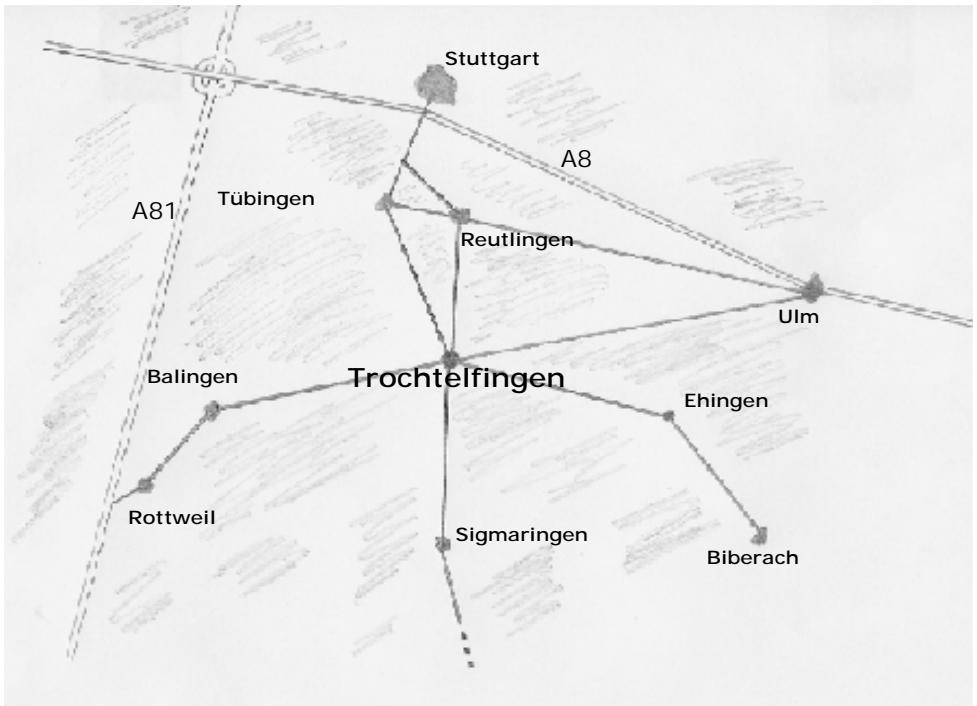 Stuttgart
A8
Tübingen
A81
Reutlingen
Ulm
Balingen
Trochtelfingen
Ehingen
Rottweil
Sigmaringen
Biberach